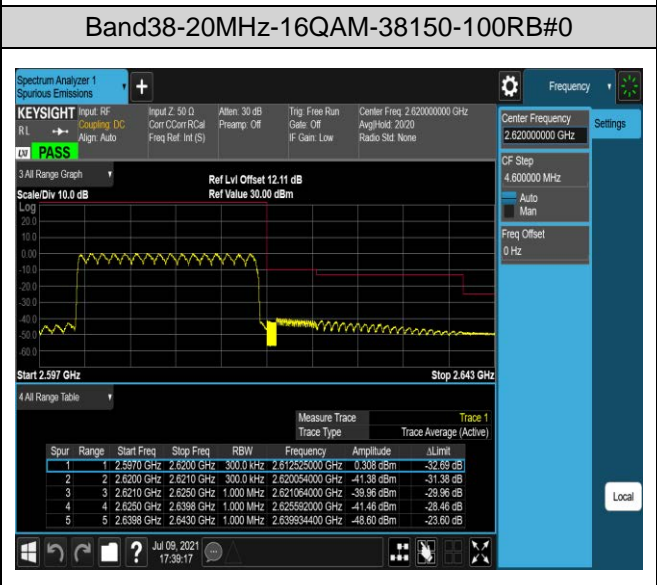 Band38-20MHz-16QAM-38150-100RB#0
Spectrum Analyzer 1
Spurious Emissions
+
Frequency
KEYSIGHT
RL
LXI
PASS
Input: RF
Coupling: DC
Align: Auto
Input Z: 50 Ω
Corr CCorr RCal
Freq Ref: Int (S)
Atten: 30 dB
Preamp: Off
Trig: Free Run
Gate: Off
IF Gain: Low
Center Freq: 2.620000000 GHz
Avg|Hold: 20/20
Radio Std: None
Center Frequency
2.620000000 GHz
Settings
CF Step
4.600000 MHz
Auto
Man
Freq Offset
0 Hz
3 All Range Graph
Scale/Div 10.0 dB
Ref Lvl Offset 12.11 dB
Ref Value 30.00 dBm
Log
20.0
10.0
0.00
-10.0
-20.0
-30.0
-40.0
-50.0
-60.0
Start 2.597 GHz
Stop 2.643 GHz
4 All Range Table
Measure Trace Trace 1
Trace Type Trace Average (Active)
Spur Range Start Freq Stop Freq RBW Frequency Amplitude ΔLimit
1 1 2.5970 GHz 2.6200 GHz 300.0 kHz 2.612525000 GHz 0.308 dBm -32.69 dB
2 2 2.6200 GHz 2.6210 GHz 300.0 kHz 2.620054000 GHz -41.38 dBm -31.38 dB
3 3 2.6210 GHz 2.6250 GHz 1.000 MHz 2.621064000 GHz -39.96 dBm -29.96 dB
4 4 2.6250 GHz 2.6398 GHz 1.000 MHz 2.625592000 GHz -41.46 dBm -28.46 dB
5 5 2.6398 GHz 2.6430 GHz 1.000 MHz 2.639934400 GHz -48.60 dBm -23.60 dB
Local
?
Jul 09, 2021
17:39:17